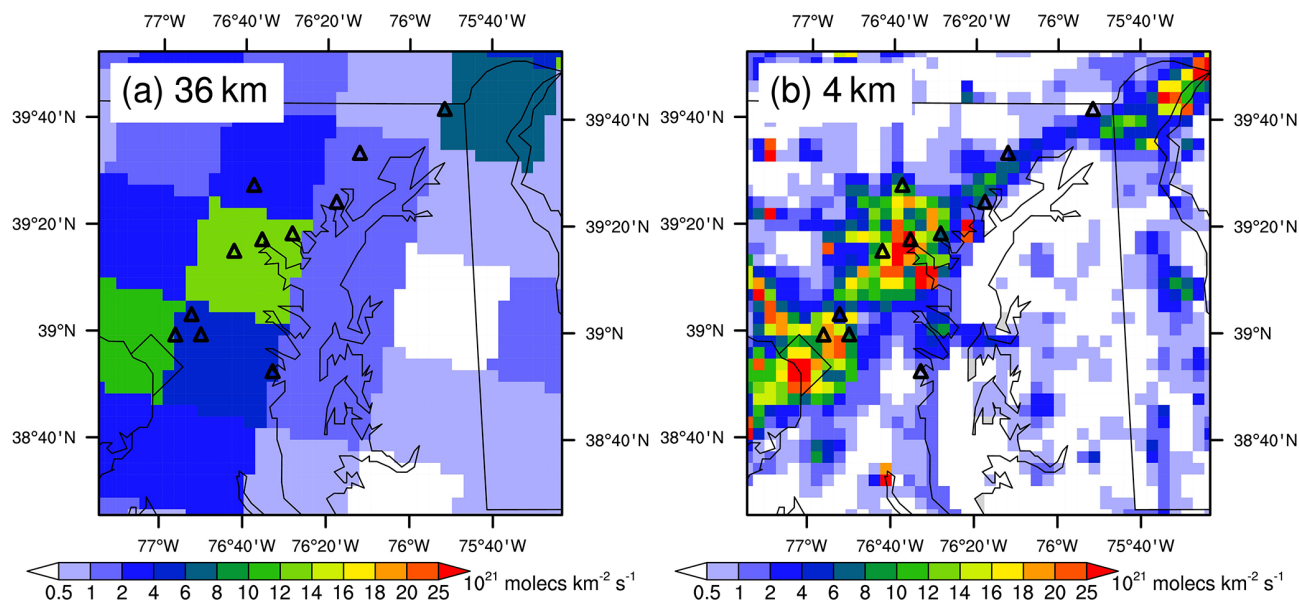 77°W 76°40'W 76°20'W 76°W 75°40'W 77°W 76°40'W 76°20'W 76°W 75°40'W
(a) 36 km (b) 4 km
39°40'N 39°40'N 39°40'N 39°40'N
39°20'N 39°20'N 39°20'N 39°20'N
39°N 39°N 39°N 39°N
38°40'N 38°40'N 38°40'N 38°40'N
77°W 76°40'W 76°20'W 76°W 75°40'W 77°W 76°40'W 76°20'W 76°W 75°40'W
0.5 1 2 4 6 8 10 12 14 16 18 20 25 10²¹ molecs km⁻² s⁻¹ 0.5 1 2 4 6 8 10 12 14 16 18 20 25 10²¹ molecs km⁻² s⁻¹